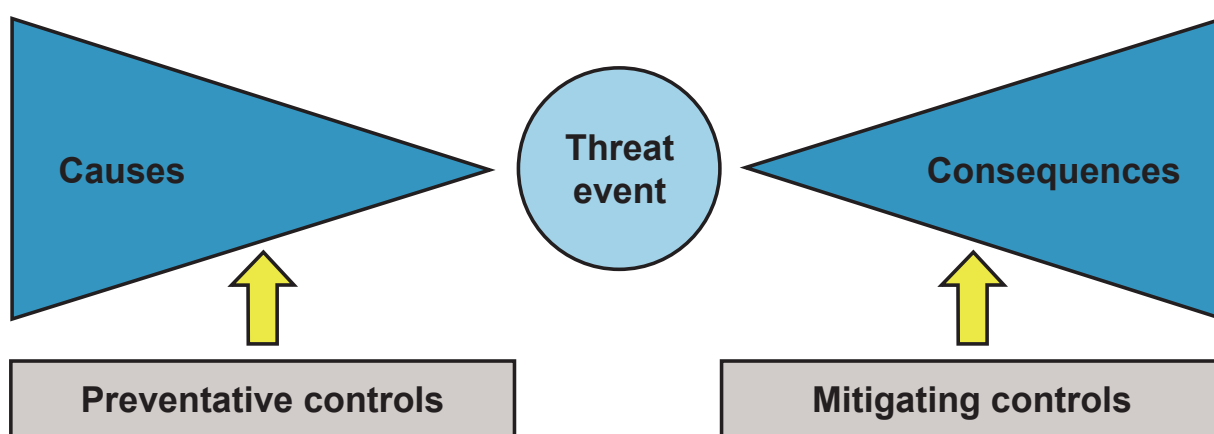 Causes
Threat
event
Consequences
Preventative controls
Mitigating controls